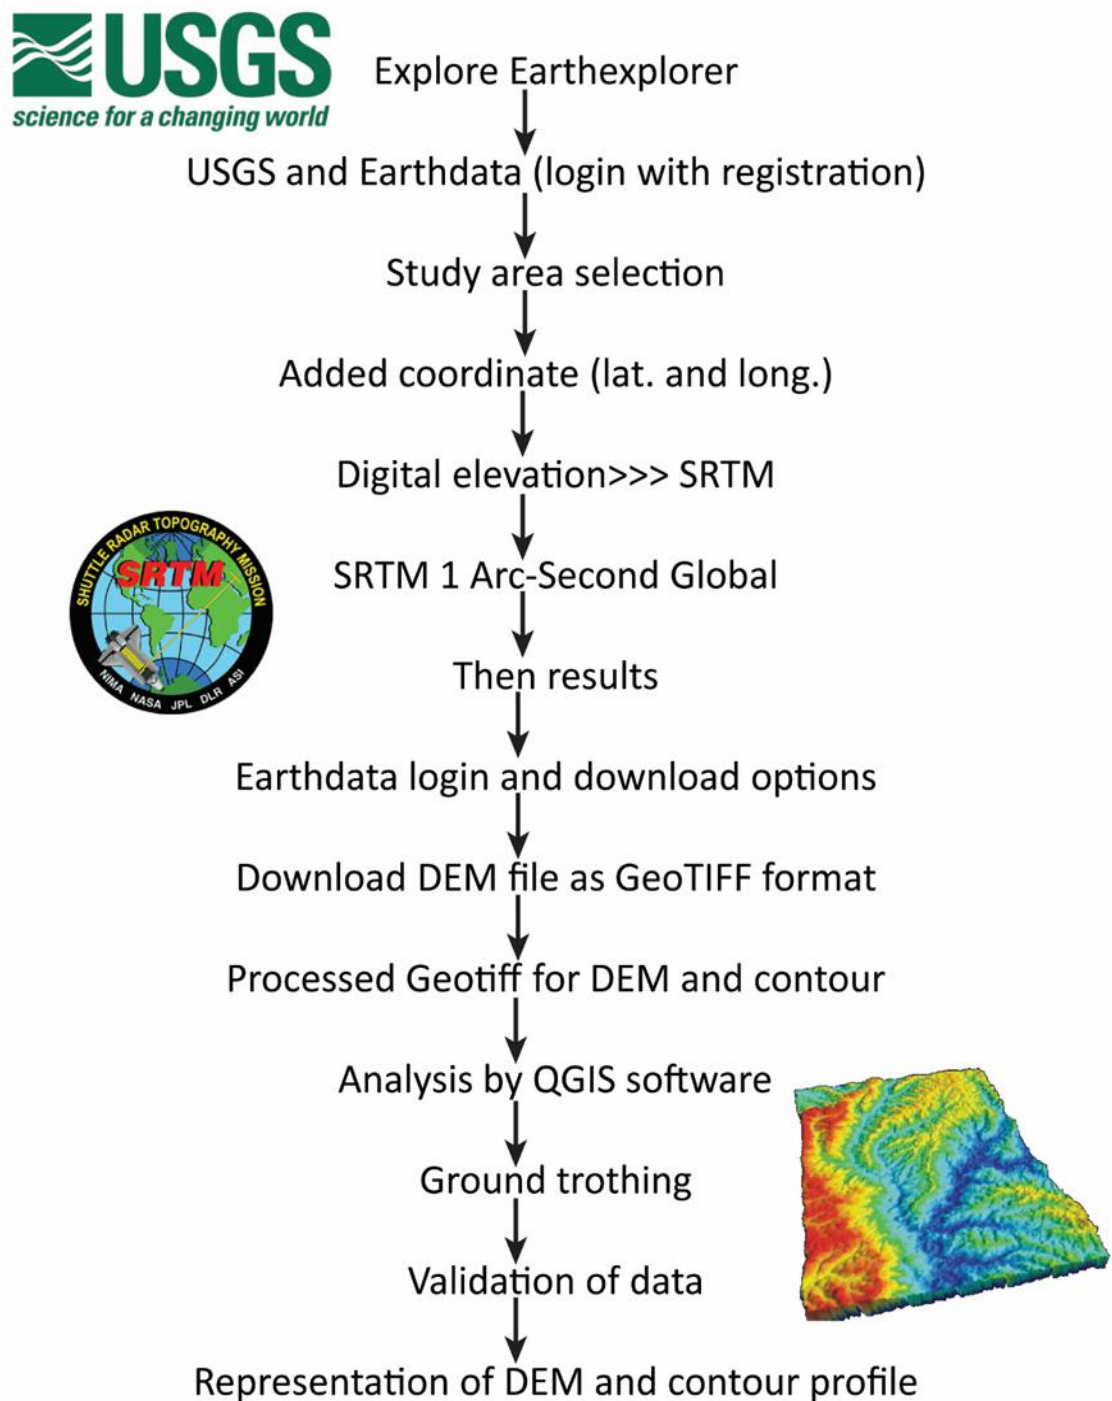 USGS
science for a changing world
Explore Earthexplorer
USGS and Earthdata (login with registration)
Study area selection
Added coordinate (lat. and long.)
Digital elevation>>> SRTM
SHUTTLE RADAR TOPOGRAPHY MISSION
SRTM
NIMA NASA JPL DLR ASI
SRTM 1 Arc-Second Global
Then results
Earthdata login and download options
Download DEM file as GeoTIFF format
Processed Geotiff for DEM and contour
Analysis by QGIS software
Ground trothing
Validation of data
Representation of DEM and contour profile